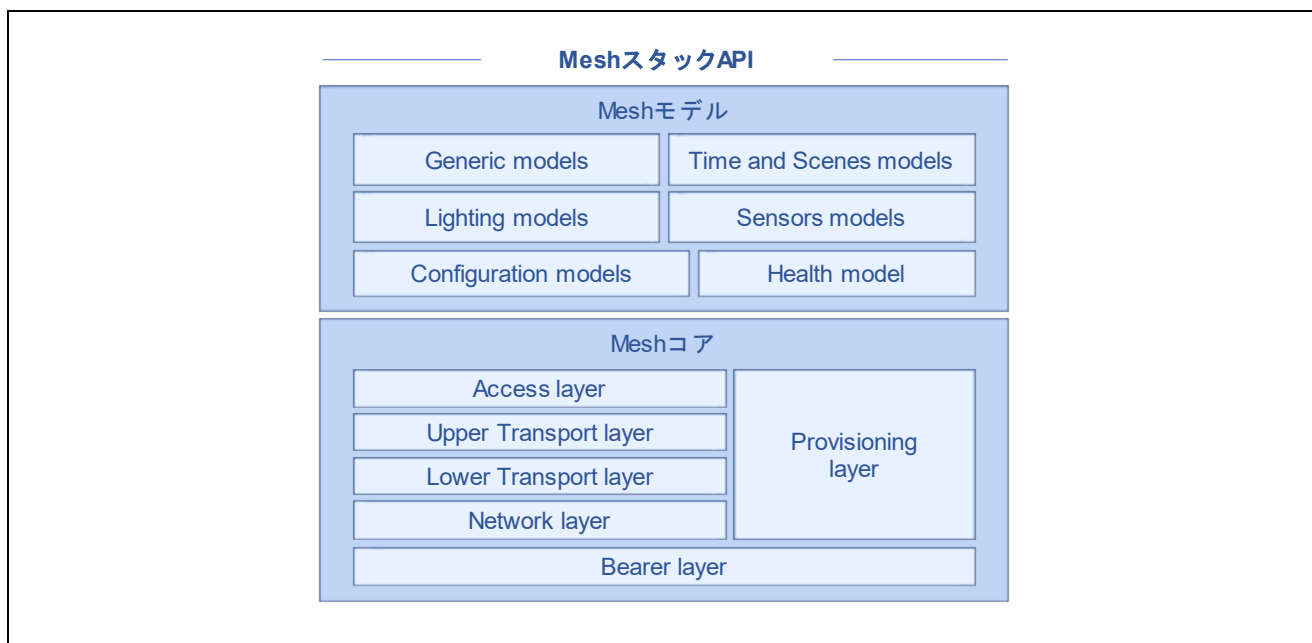 MeshスタックAPI
Meshモデル
Generic models
Time and Scenes models
Lighting models
Sensors models
Configuration models
Health model
Meshコア
Access layer
Upper Transport layer
Lower Transport layer
Network layer
Provisioning
layer
Bearer layer